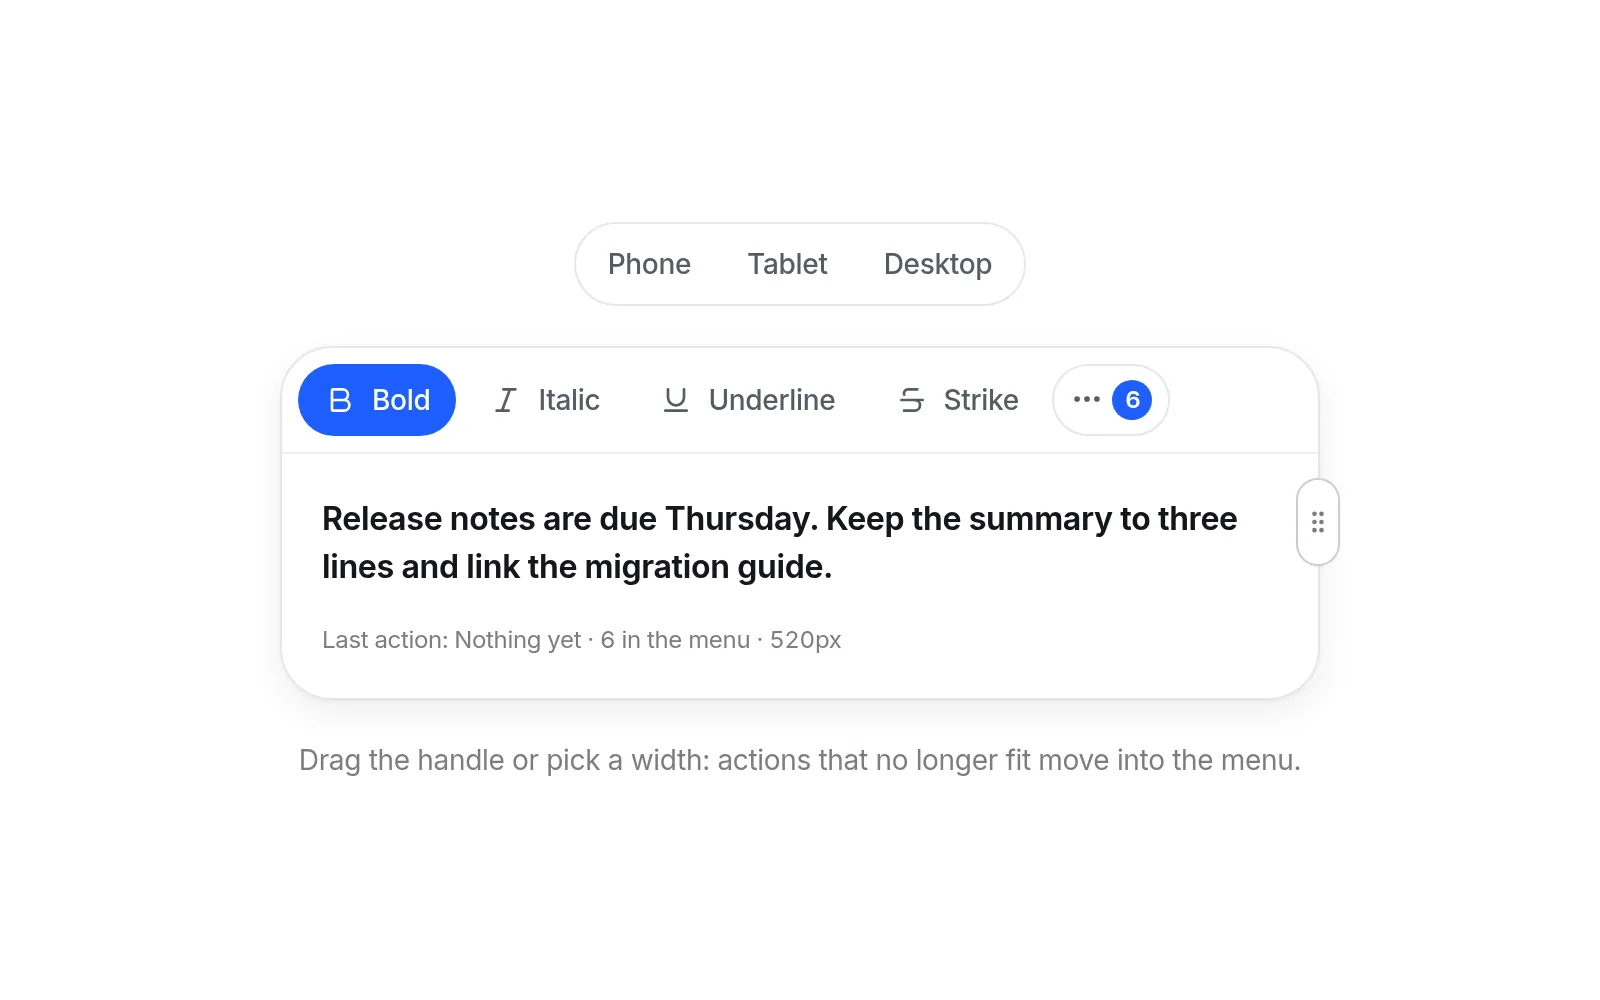 Phone Tablet Desktop
Bold Italic Underline Strike ••• 6
Release notes are due Thursday. Keep the summary to three
lines and link the migration guide.
Last action: Nothing yet · 6 in the menu · 520px
Drag the handle or pick a width: actions that no longer fit move into the menu.